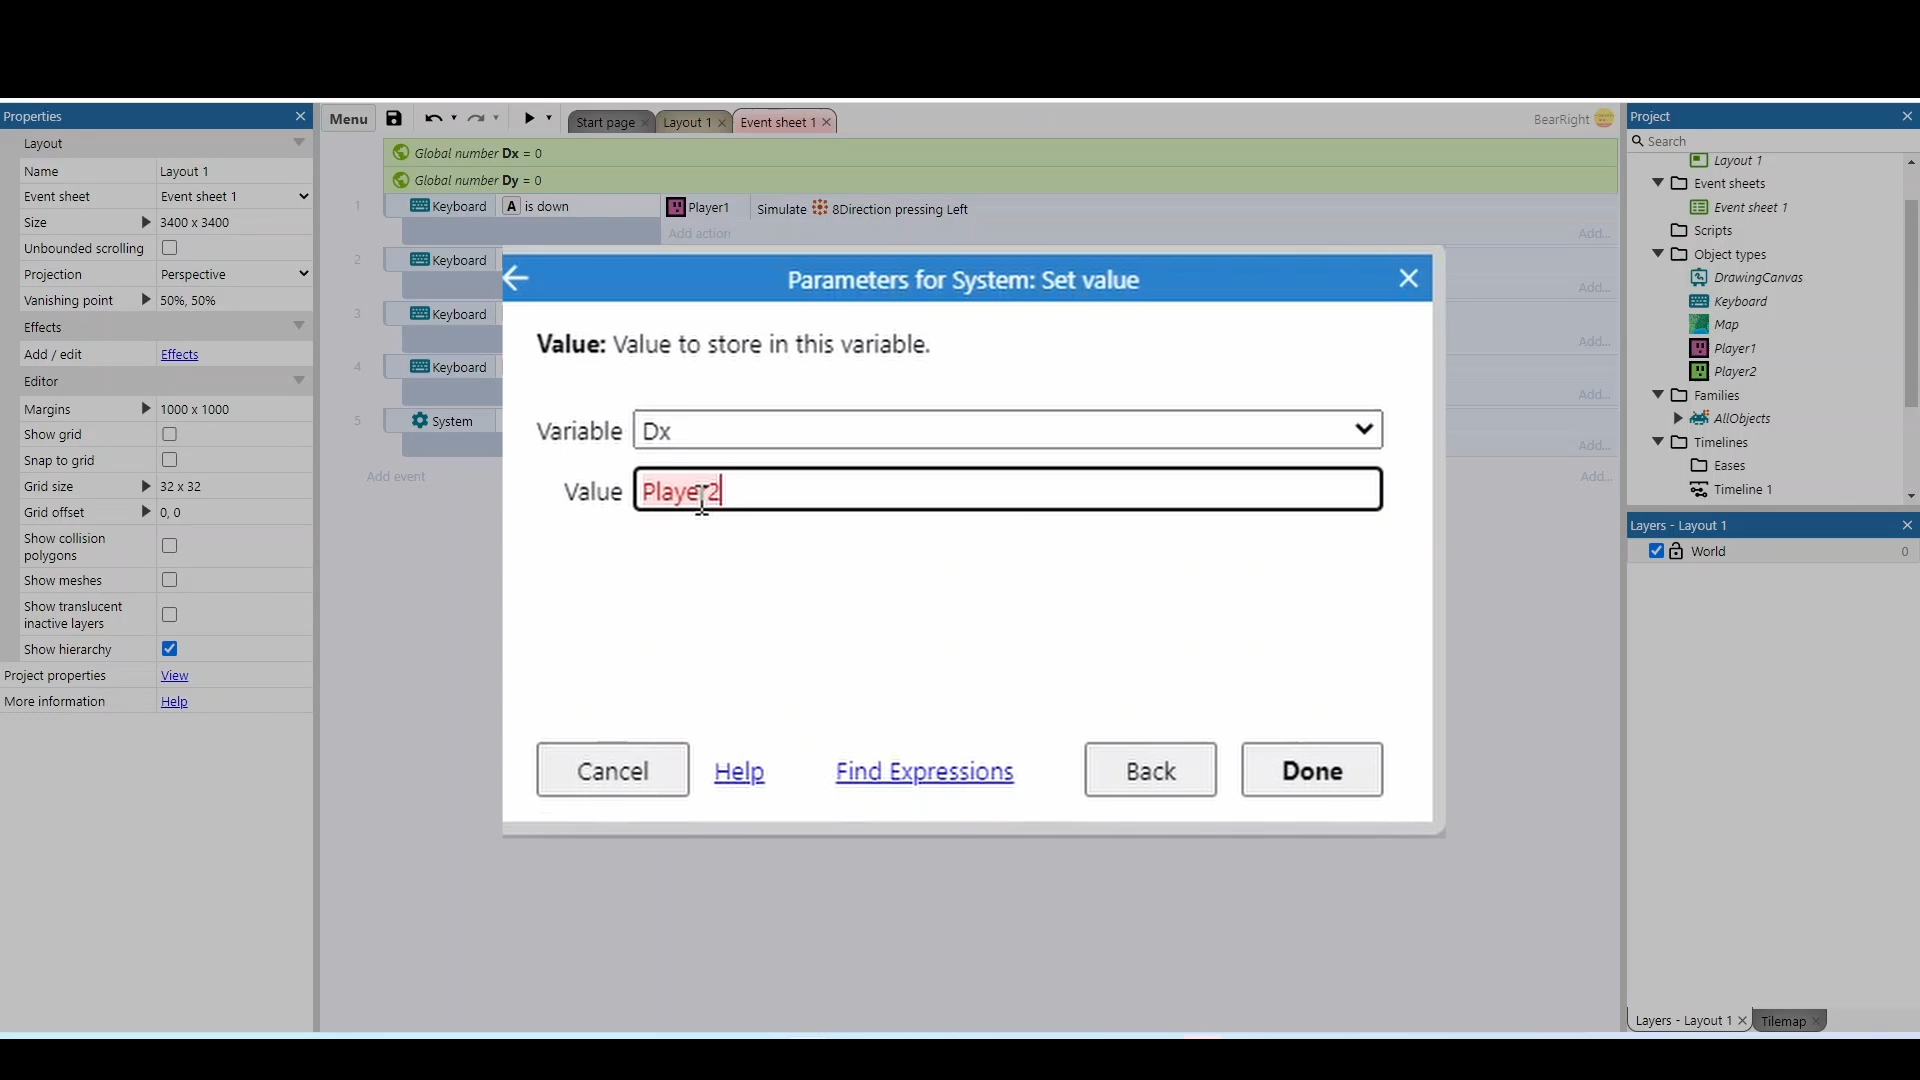 Properties
Layout
Name Layout 1
Event sheet Event sheet 1
Size 3400 x 3400
Unbounded scrolling
Projection Perspective
Vanishing point 50%, 50%
Effects
Add / edit Effects
Editor
Margins 1000 x 1000
Show grid
Snap to grid
Grid size 32 x 32
Grid offset 0, 0
Show collision
polygons
Show meshes
Show translucent
inactive layers
Show hierarchy
Project properties View
More information Help
Menu Start page Layout 1 Event sheet 1 BearRight
Global number Dx = 0
Global number Dy = 0
1 Keyboard A is down Player1 Simulate 8Direction pressing Left
Add action Add...
2 Keyboard
Add...
3 Keyboard
Add...
4 Keyboard
Add...
5 System
Add...
Add event Add...
Parameters for System: Set value
Value: Value to store in this variable.
Variable Dx
Value Player2
Cancel Help Find Expressions Back Done
Project
Search
Layout 1
Event sheets
Event sheet 1
Scripts
Object types
DrawingCanvas
Keyboard
Map
Player1
Player2
Families
AllObjects
Timelines
Eases
Timeline 1
Layers - Layout 1
World 0
Layers - Layout 1 Tilemap